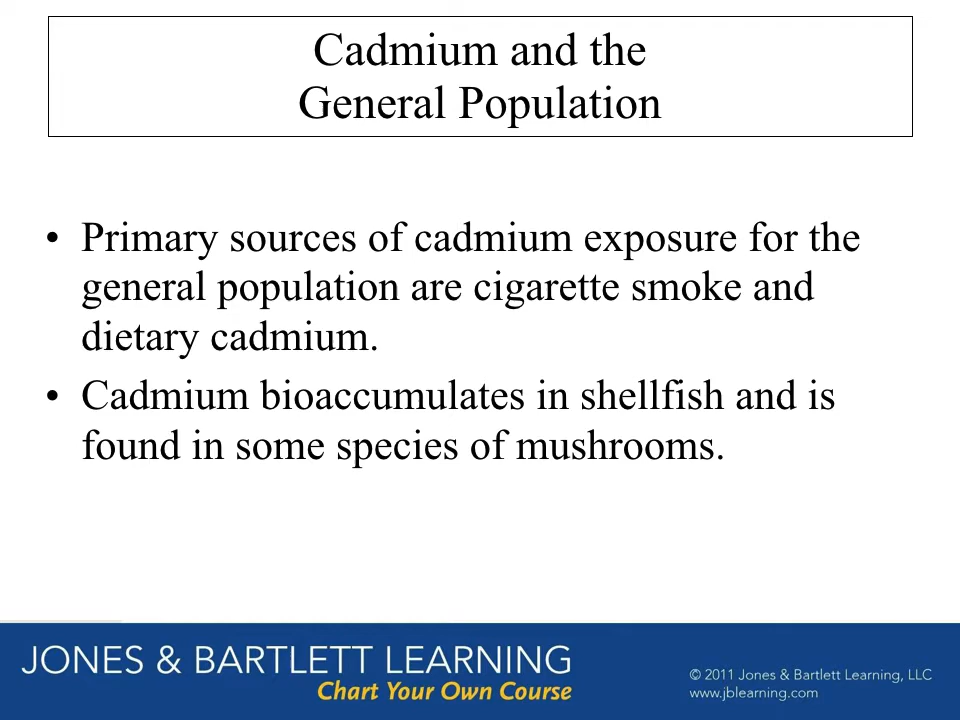 Cadmium and the
General Population
• Primary sources of cadmium exposure for the
general population are cigarette smoke and
dietary cadmium.
• Cadmium bioaccumulates in shellfish and is
found in some species of mushrooms.
JONES & BARTLETT LEARNING
Chart Your Own Course
© 2011 Jones & Bartlett Learning, LLC
www.jblearning.com